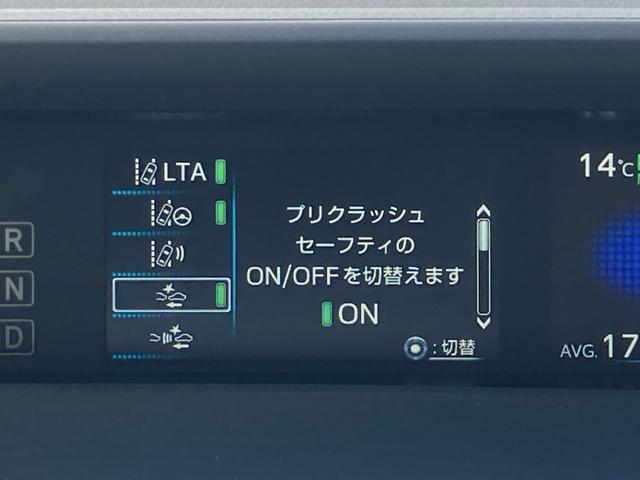 LTA
プリクラッシュ
セーフティの
ON/OFFを切替えます
ON
:切替
R
N
D
14℃
AVG. 17